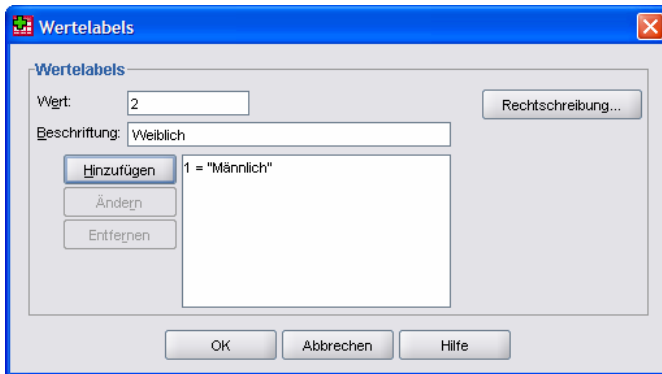 Wertelabels
Wertelabels
Wert: 2
Rechtschreibung...
Beschriftung: Weiblich
Hinzufügen
1 = "Männlich"
Ändern
Entfernen
OK Abbrechen Hilfe